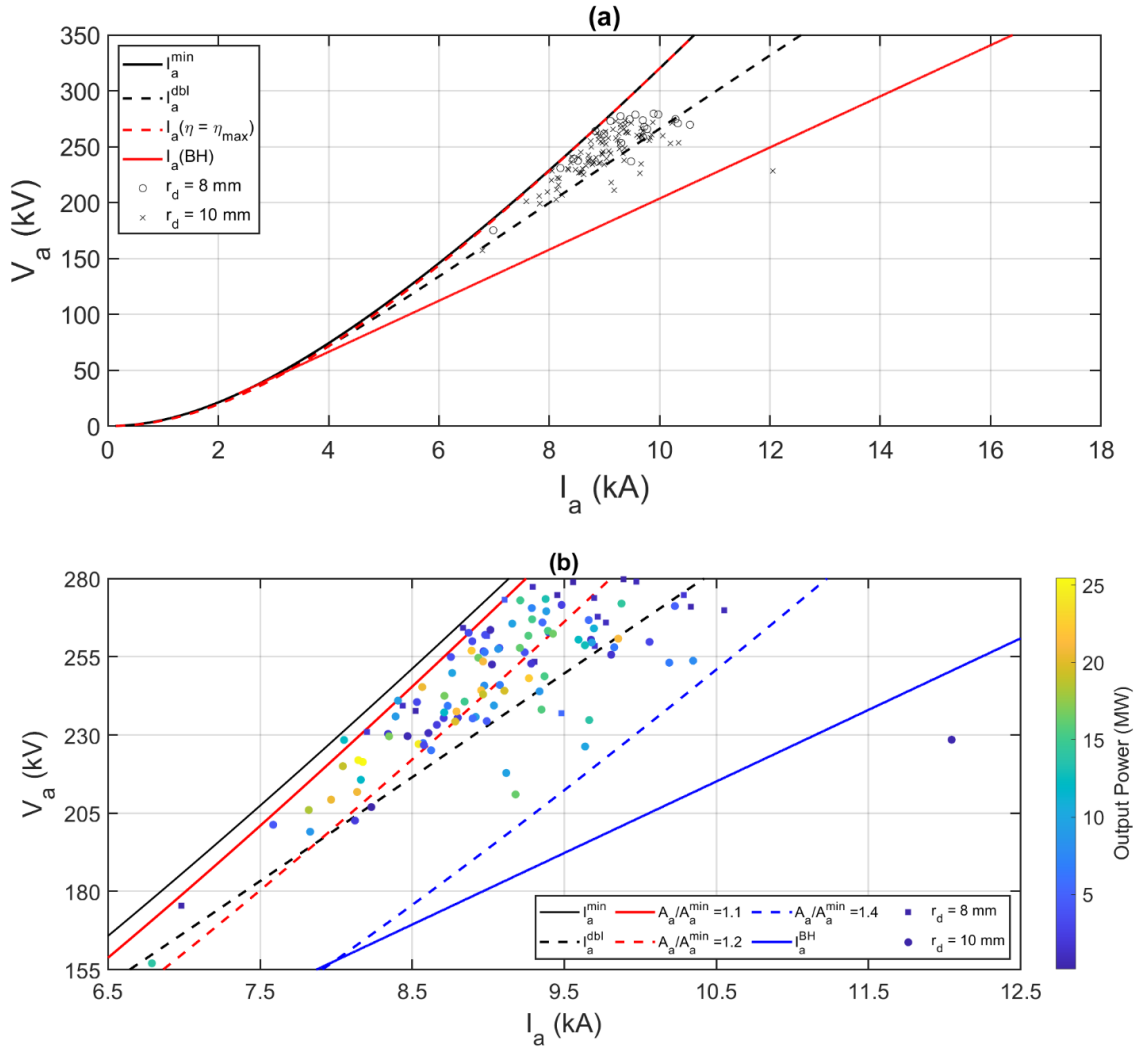 (a)
350
300
250
200
150
100
50
0
V_a (kV)
I_a^min
I_a^dbl
I_a(η = η_max)
I_a(BH)
r_d = 8 mm
r_d = 10 mm
0 2 4 6 8 10 12 14 16 18
I_a (kA)
(b)
280
255
230
205
180
155
V_a (kV)
I_a^min A_a/A_a^min =1.1 A_a/A_a^min =1.4 r_d = 8 mm
I_a^dbl A_a/A_a^min =1.2 I_a^BH r_d = 10 mm
6.5 7.5 8.5 9.5 10.5 11.5 12.5
I_a (kA)
25
20
15
10
5
Output Power (MW)